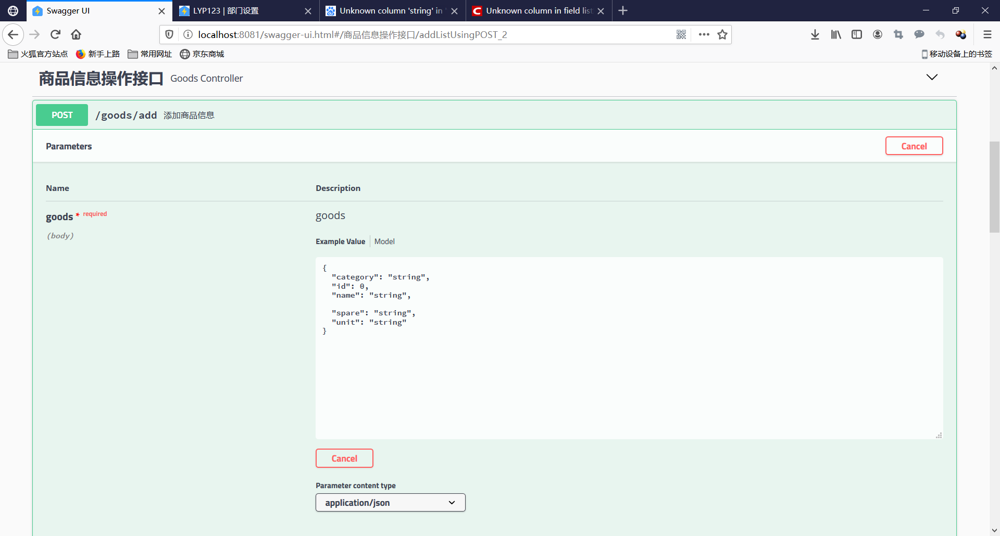 Swagger UI
LYP123 | 部门设置
Unknown column 'string' in '
Unknown column in field list
localhost:8081/swagger-ui.html#/商品信息操作接口/addListUsingPOST_2
火狐官方站点
新手上路
常用网址
京东商城
移动设备上的书签
商品信息操作接口 Goods Controller
POST /goods/add 添加商品信息
Parameters
Cancel
Name Description
goods * required
(body)
goods
Example Value Model
{
"category": "string",
"id": 0,
"name": "string",
"spare": "string",
"unit": "string"
}
Cancel
Parameter content type
application/json